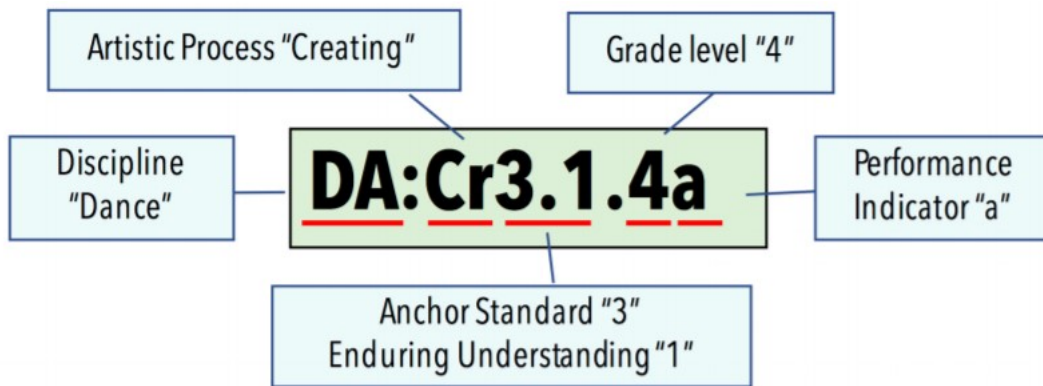 Artistic Process “Creating”
Grade level “4”
Discipline
“Dance”
DA:Cr3.1.4a
Performance
Indicator “a”
Anchor Standard “3”
Enduring Understanding “1”